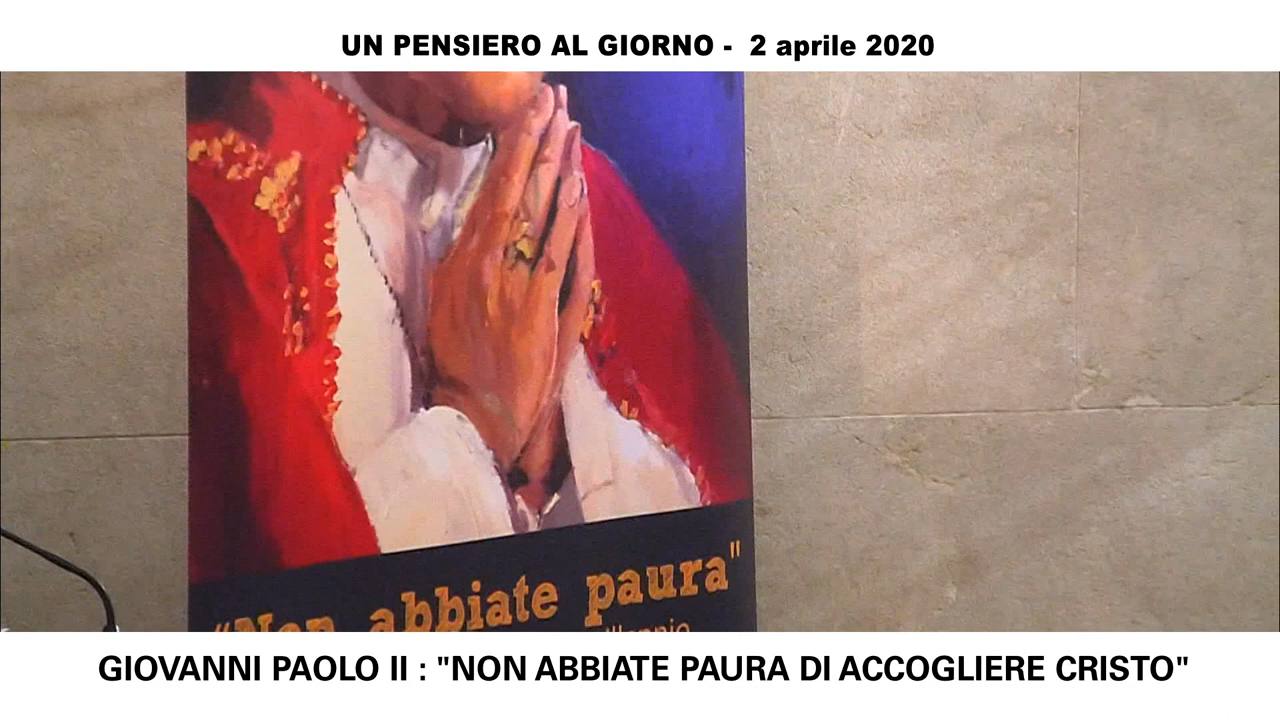 UN PENSIERO AL GIORNO - 2 aprile 2020
"Non abbiate paura"
GIOVANNI PAOLO II : "NON ABBIATE PAURA DI ACCOGLIERE CRISTO"